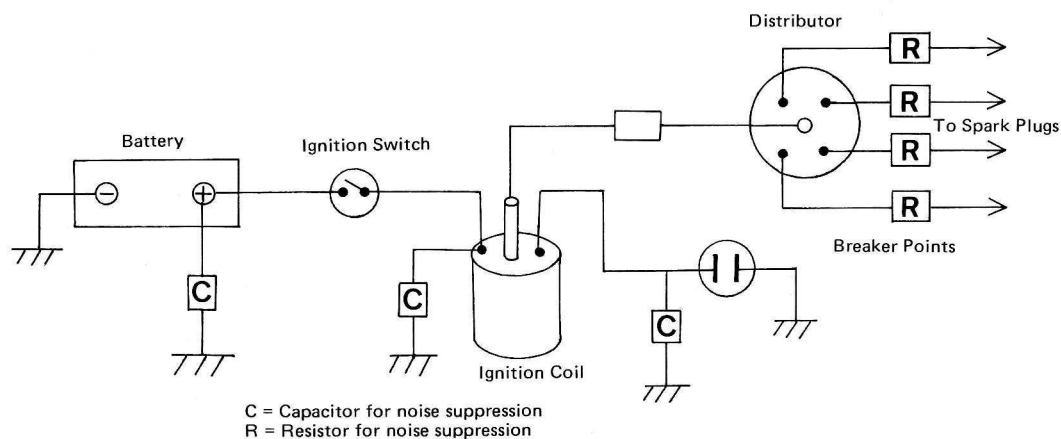 Distributor
R
R
To Spark Plugs
R
R
Breaker Points
Battery
Ignition Switch
C
C
C
Ignition Coil
C = Capacitor for noise suppression
R = Resistor for noise suppression